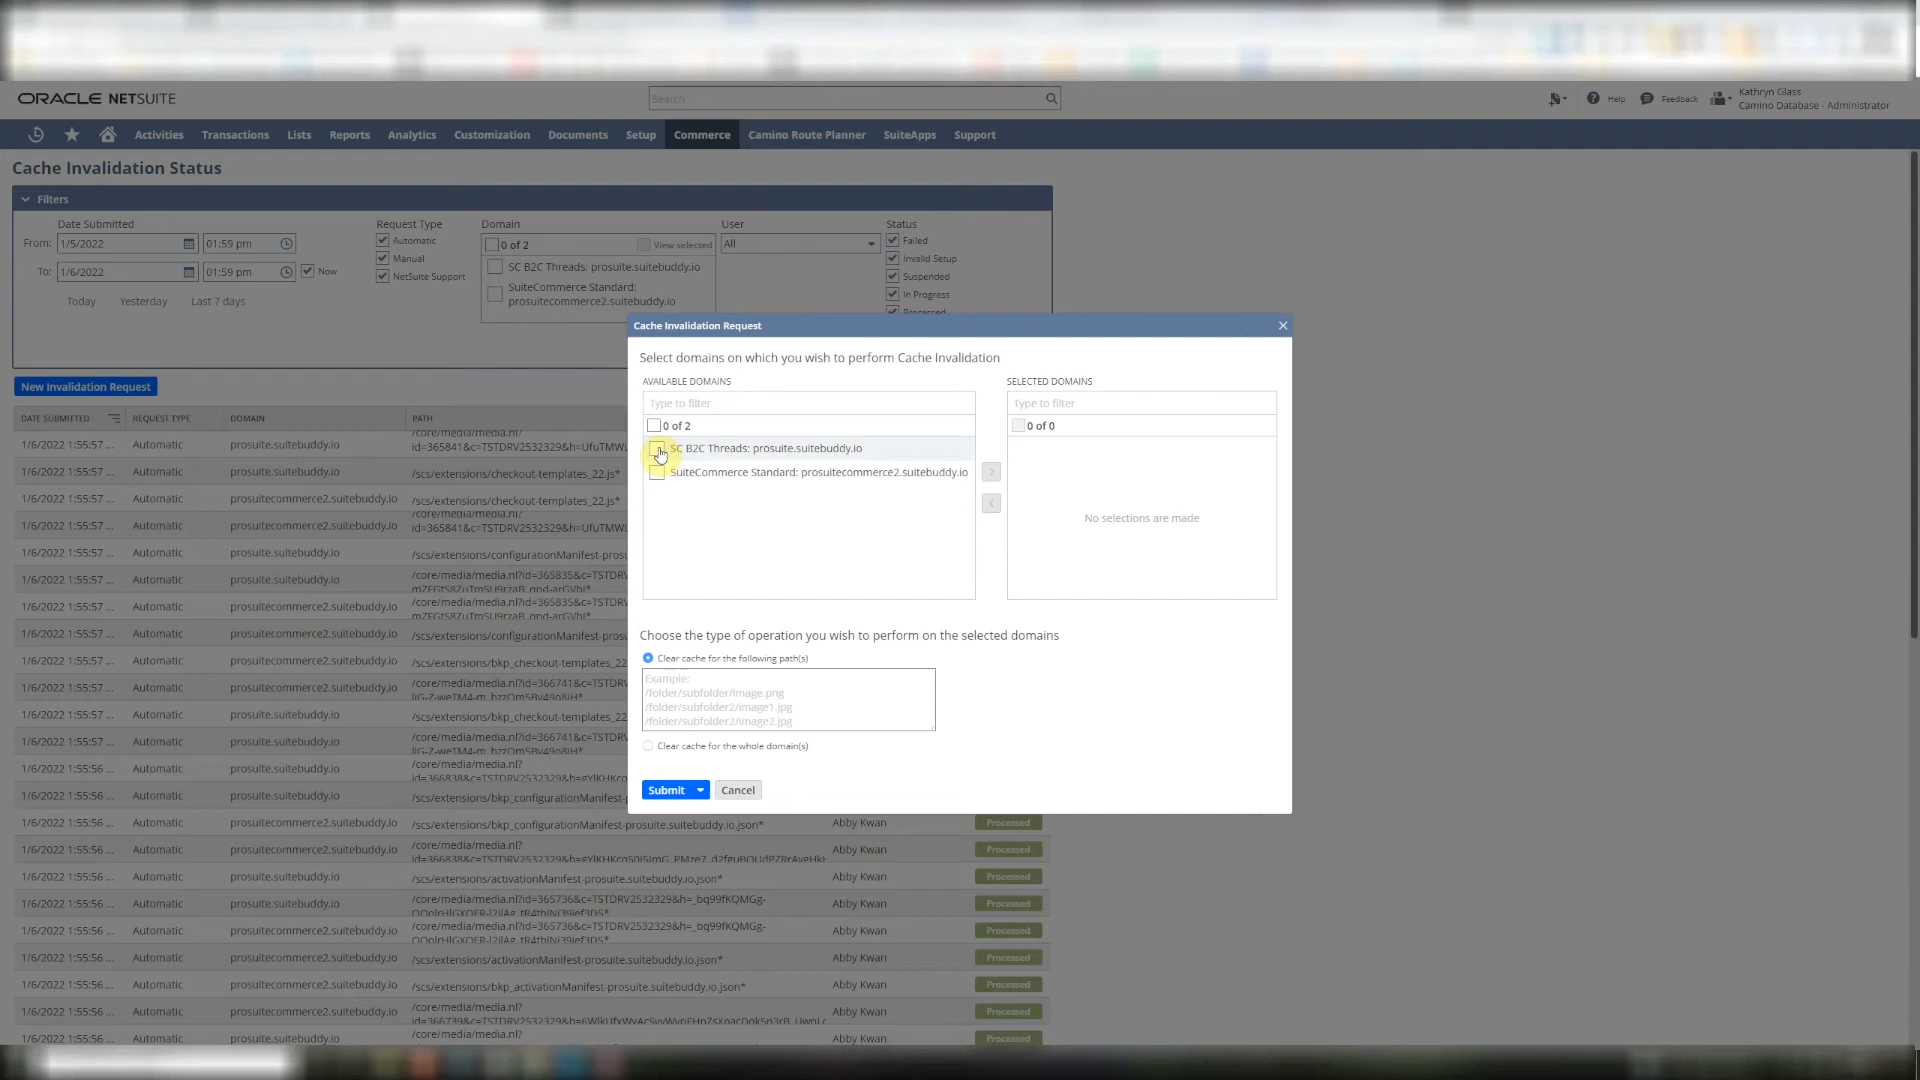 ORACLE NETSUITE
Search
Help
Feedback
Kathryn Glass
Camino Database - Administrator
Activities
Transactions
Lists
Reports
Analytics
Customization
Documents
Setup
Commerce
Camino Route Planner
SuiteApps
Support
Cache Invalidation Status
Filters
Date Submitted
From: 1/5/2022 01:59 pm
To: 1/6/2022 01:59 pm Now
Today Yesterday Last 7 days
Request Type
Automatic
Manual
NetSuite Support
Domain
0 of 2 View selected
SC B2C Threads: prosuite.suitebuddy.io
SuiteCommerce Standard:
prosuitecommerce2.suitebuddy.io
User
All
Status
Failed
Invalid Setup
Suspended
In Progress
Processed
New Invalidation Request
Cache Invalidation Request
Select domains on which you wish to perform Cache Invalidation
AVAILABLE DOMAINS
Type to filter
0 of 2
SC B2C Threads: prosuite.suitebuddy.io
SuiteCommerce Standard: prosuitecommerce2.suitebuddy.io
SELECTED DOMAINS
Type to filter
0 of 0
No selections are made
Choose the type of operation you wish to perform on the selected domains
Clear cache for the following path(s)
Example:
/folder/subfolder/image.png
/folder/subfolder2/image1.jpg
/folder/subfolder2/image2.jpg
Clear cache for the whole domain(s)
Submit Cancel
DATE SUBMITTED REQUEST TYPE DOMAIN PATH
1/6/2022 1:55:57 ... Automatic prosuite.suitebuddy.io /core/media/media.nl?
1/6/2022 1:55:57 ... Automatic prosuite.suitebuddy.io /scs/extensions/checkout-templates_22.js*
1/6/2022 1:55:57 ... Automatic prosuitecommerce2.suitebuddy.io /scs/extensions/checkout-templates_22.js*
1/6/2022 1:55:57 ... Automatic prosuitecommerce2.suitebuddy.io
1/6/2022 1:55:57 ... Automatic prosuite.suitebuddy.io /scs/extensions/configurationManifest-prosu
1/6/2022 1:55:57 ... Automatic prosuite.suitebuddy.io /core/media/media.nl?id=365835&c=TSTDR
1/6/2022 1:55:57 ... Automatic prosuitecommerce2.suitebuddy.io /core/media/media.nl?id=365835&c=TSTDR
1/6/2022 1:55:57 ... Automatic prosuitecommerce2.suitebuddy.io /scs/extensions/configurationManifest-prosu
1/6/2022 1:55:57 ... Automatic prosuite.suitebuddy.io /scs/extensions/bkp_checkout-templates_22
1/6/2022 1:55:57 ... Automatic prosuitecommerce2.suitebuddy.io /core/media/media.nl?id=366741&c=TSTDR
1/6/2022 1:55:57 ... Automatic prosuite.suitebuddy.io /scs/extensions/bkp_checkout-templates_22
1/6/2022 1:55:57 ... Automatic prosuite.suitebuddy.io /core/media/media.nl?id=366741&c=TSTDR
1/6/2022 1:55:56 ... Automatic prosuite.suitebuddy.io /core/media/media.nl?
1/6/2022 1:55:56 ... Automatic prosuite.suitebuddy.io /scs/extensions/bkp_configurationManifest-
1/6/2022 1:55:56 ... Automatic prosuitecommerce2.suitebuddy.io /scs/extensions/bkp_configurationManifest-prosuite.suitebuddy.io.json* Abby Kwan Processed
1/6/2022 1:55:56 ... Automatic prosuitecommerce2.suitebuddy.io /core/media/media.nl? Abby Kwan Processed
1/6/2022 1:55:56 ... Automatic prosuite.suitebuddy.io /scs/extensions/activationManifest-prosuite.suitebuddy.io.json* Abby Kwan Processed
1/6/2022 1:55:56 ... Automatic prosuitecommerce2.suitebuddy.io /core/media/media.nl?id=365736&c=TSTDRV2532329&h=_bq99fKQMGg- Abby Kwan Processed
1/6/2022 1:55:56 ... Automatic prosuite.suitebuddy.io /core/media/media.nl?id=365736&c=TSTDRV2532329&h=_bq99fKQMGg- Abby Kwan Processed
1/6/2022 1:55:56 ... Automatic prosuitecommerce2.suitebuddy.io /scs/extensions/activationManifest-prosuite.suitebuddy.io.json* Abby Kwan Processed
1/6/2022 1:55:56 ... Automatic prosuitecommerce2.suitebuddy.io /scs/extensions/bkp_activationManifest-prosuite.suitebuddy.io.json* Abby Kwan Processed
1/6/2022 1:55:56 ... Automatic prosuitecommerce2.suitebuddy.io /core/media/media.nl? Abby Kwan Processed
1/6/2022 1:55:56 ... Automatic prosuite.suitebuddy.io /core/media/media.nl? Abby Kwan Processed